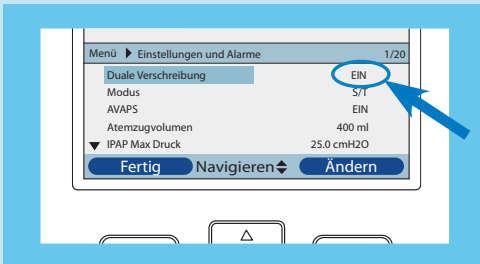 Menü ▶ Einstellungen und Alarme 1/20
Duale Verschreibung EIN
Modus S/T
AVAPS EIN
Atemzugvolumen 400 ml
▼ IPAP Max Druck 25.0 cmH2O
Fertig Navigieren Ändern